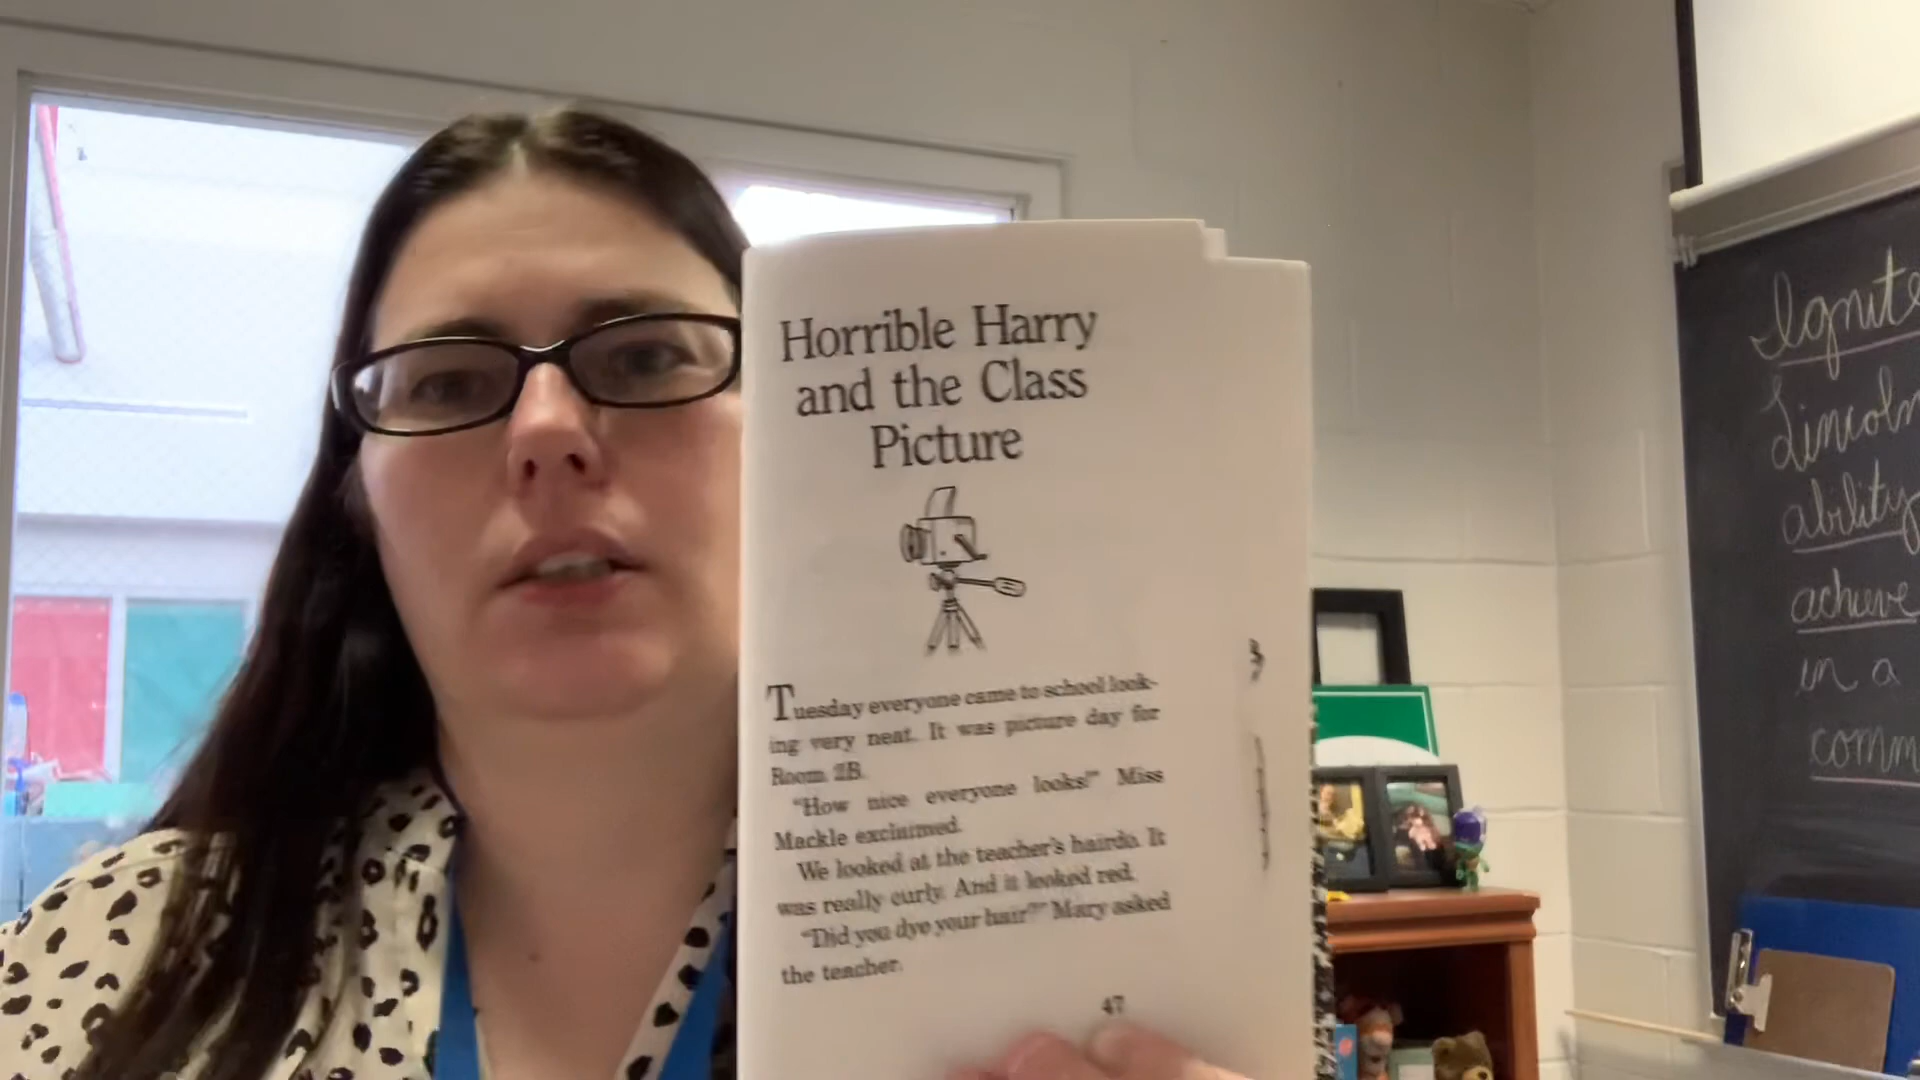 Horrible Harry
and the Class
Picture
Tuesday everyone came to school look-
ing very neat. It was picture day for
Room 2B.
"How nice everyone looks!" Miss
Mackle exclaimed.
We looked at the teacher's hairdo. It
was really curly. And it looked red.
"Did you dye your hair?" Mary asked
the teacher.
47
Ignite
Lincoln
ability
achieve
in a
comm